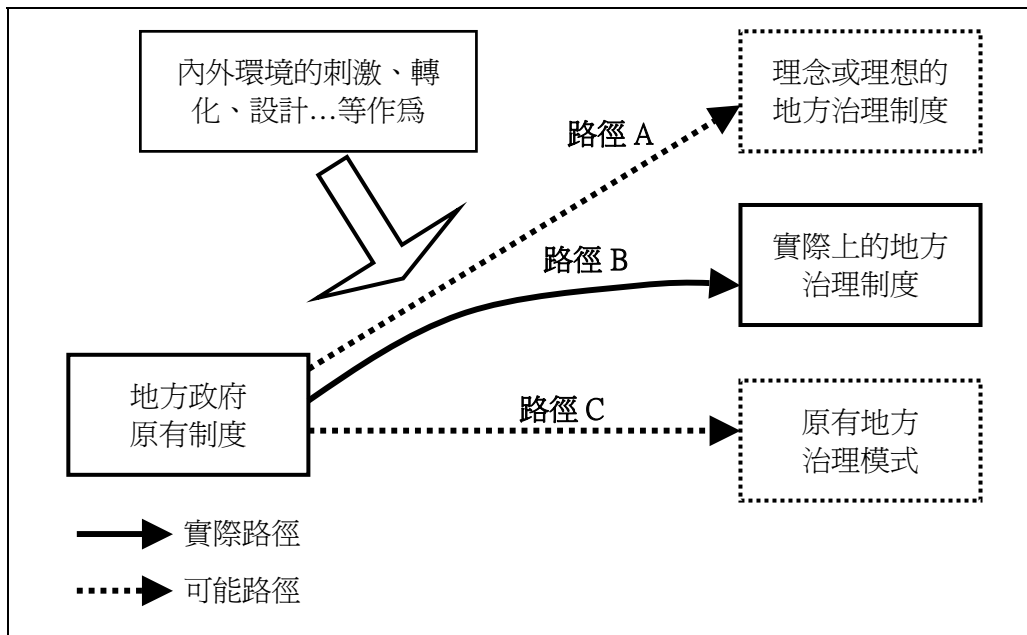 內外環境的刺激、轉
化、設計…等作為
理念或理想的
地方治理制度
路徑 A
路徑 B
實際上的地方
治理制度
地方政府
原有制度
路徑 C
原有地方
治理模式
實際路徑
可能路徑